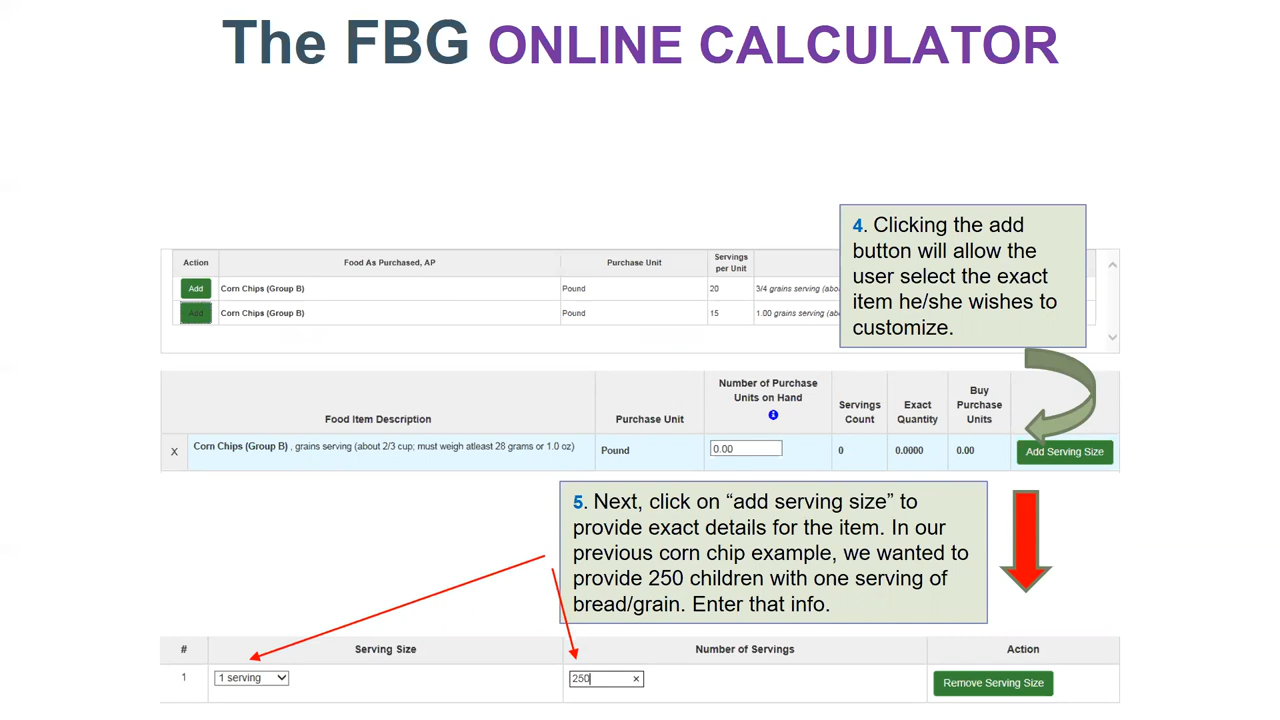 The FBG ONLINE CALCULATOR
4. Clicking the add
button will allow the
user select the exact
item he/she wishes to
customize.
Action Food As Purchased, AP Purchase Unit Servings per Unit
Add Corn Chips (Group B) Pound 20 3/4 grains serving (abou
Add Corn Chips (Group B) Pound 15 1.00 grains serving (abou
Food Item Description Purchase Unit Number of Purchase Units on Hand Servings Count Exact Quantity Buy Purchase Units
X Corn Chips (Group B) , grains serving (about 2/3 cup; must weigh atleast 28 grams or 1.0 oz) Pound 0.00 0 0.0000 0.00 Add Serving Size
5. Next, click on “add serving size” to
provide exact details for the item. In our
previous corn chip example, we wanted to
provide 250 children with one serving of
bread/grain. Enter that info.
# Serving Size Number of Servings Action
1 1 serving 250 × Remove Serving Size